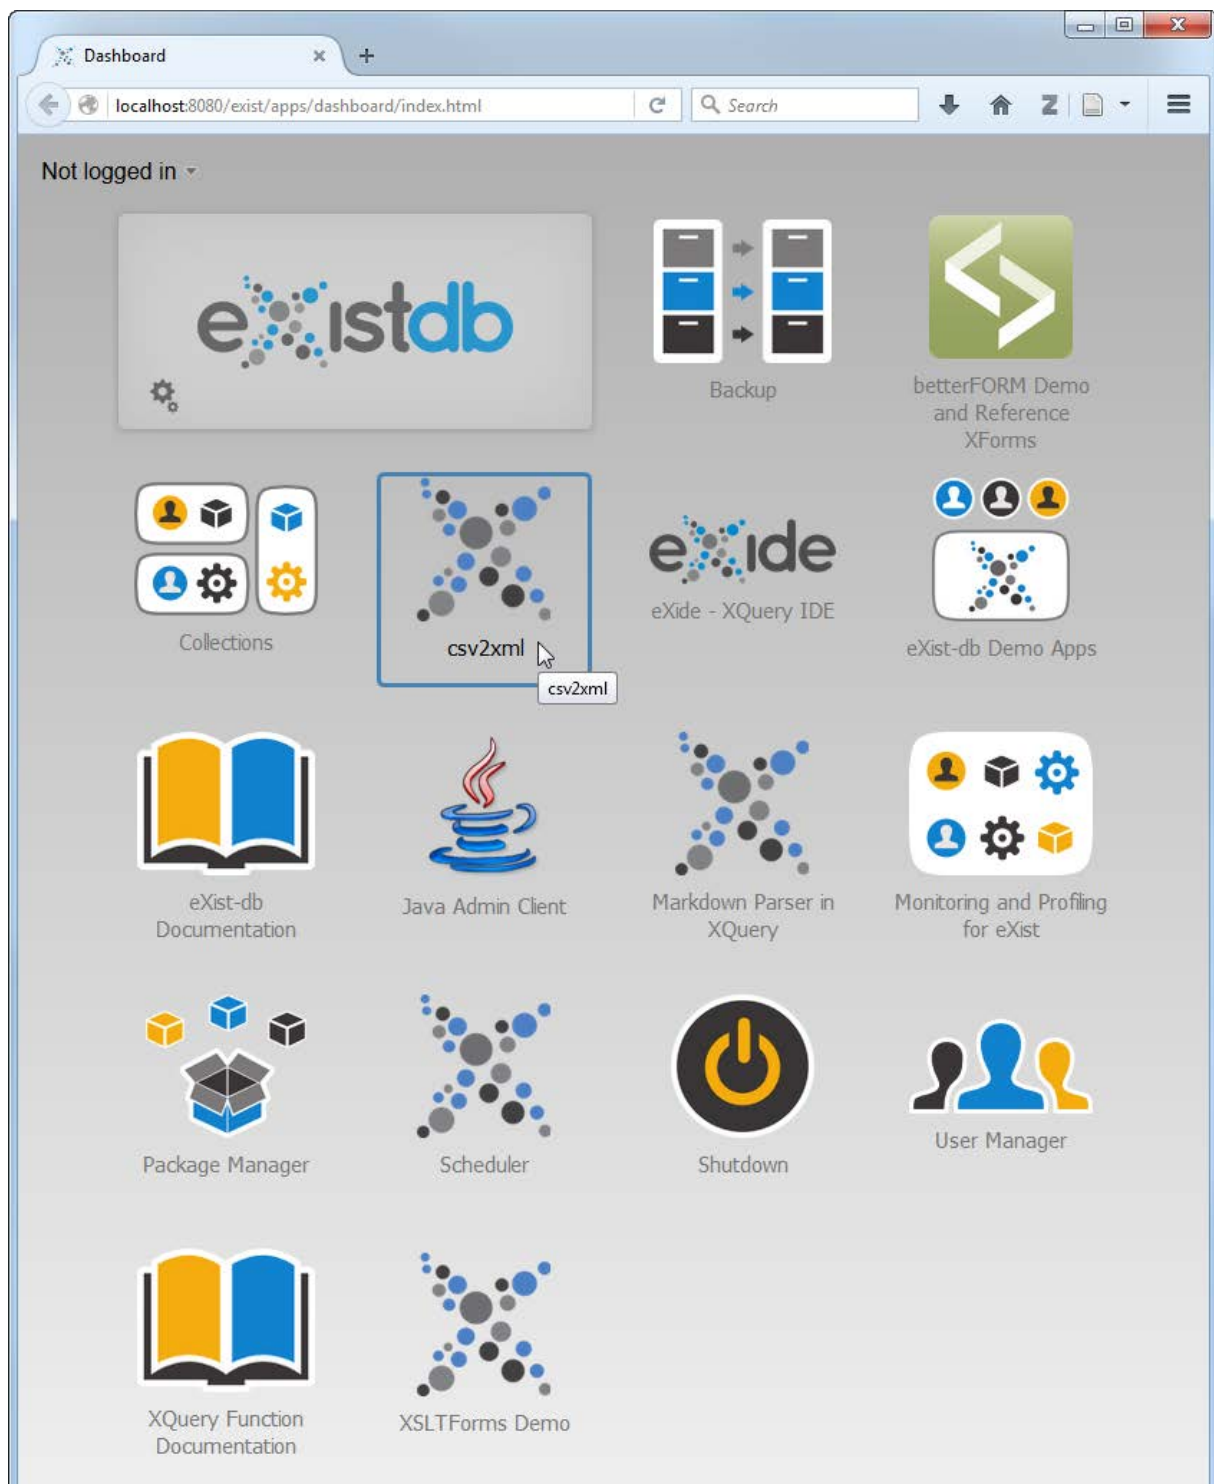 Dashboard
localhost:8080/exist/apps/dashboard/index.html
Search
Z
Not logged in
eXistdb
Backup
betterFORM Demo
and Reference
XForms
Collections
csv2xml
csv2xml
eXide
eXide - XQuery IDE
eXist-db Demo Apps
eXist-db
Documentation
Java Admin Client
Markdown Parser in
XQuery
Monitoring and Profiling
for eXist
Package Manager
Scheduler
Shutdown
User Manager
XQuery Function
Documentation
XSLTForms Demo